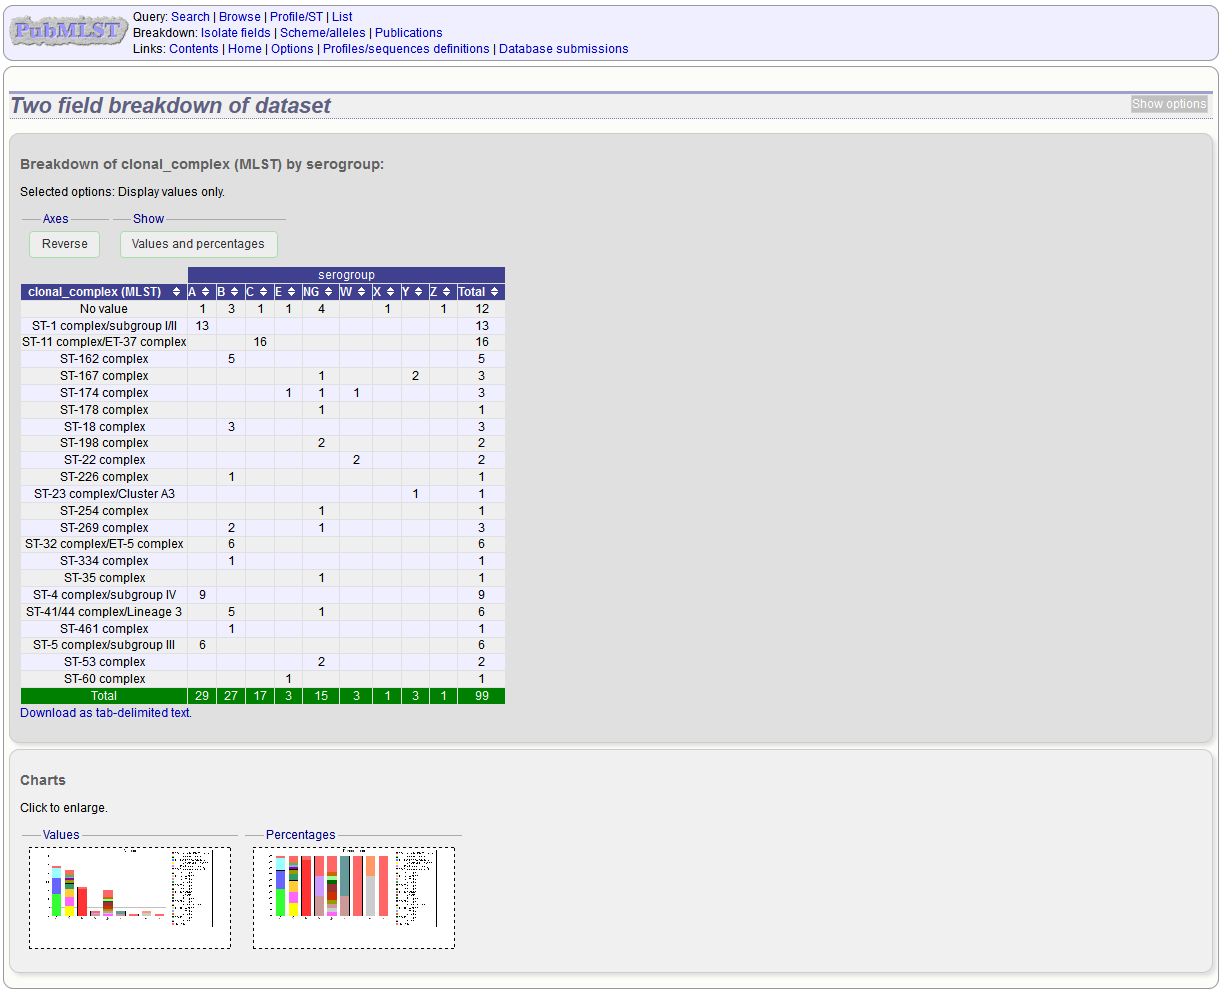 PubMLST
Query: Search | Browse | Profile/ST | List
Breakdown: Isolate fields | Scheme/alleles | Publications
Links: Contents | Home | Options | Profiles/sequences definitions | Database submissions
Two field breakdown of dataset
Show options
Breakdown of clonal_complex (MLST) by serogroup:
Selected options: Display values only.
Axes Show
Reverse Values and percentages
serogroup
clonal_complex (MLST) A B C E NG W X Y Z Total
No value 1 3 1 1 4 1 1 12
ST-1 complex/subgroup I/II 13 13
ST-11 complex/ET-37 complex 16 16
ST-162 complex 5 5
ST-167 complex 1 2 3
ST-174 complex 1 1 1 3
ST-178 complex 1 1
ST-18 complex 3 3
ST-198 complex 2 2
ST-22 complex 2 2
ST-226 complex 1 1
ST-23 complex/Cluster A3 1 1
ST-254 complex 1 1
ST-269 complex 2 1 3
ST-32 complex/ET-5 complex 6 6
ST-334 complex 1 1
ST-35 complex 1 1
ST-4 complex/subgroup IV 9 9
ST-41/44 complex/Lineage 3 5 1 6
ST-461 complex 1 1
ST-5 complex/subgroup III 6 6
ST-53 complex 2 2
ST-60 complex 1 1
Total 29 27 17 3 15 3 1 3 1 99
Download as tab-delimited text.
Charts
Click to enlarge.
Values Percentages